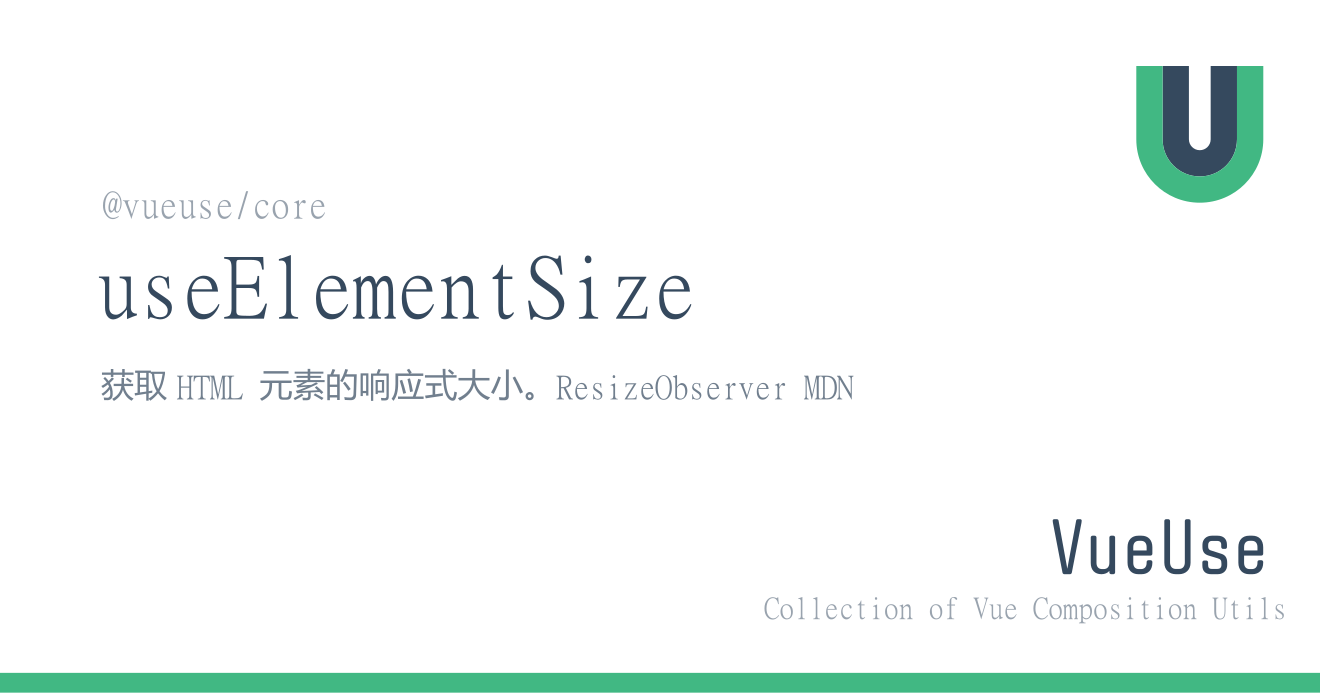 @vueuse/core
useElementSize
获取 HTML 元素的响应式大小。ResizeObserver MDN
VueUse
Collection of Vue Composition Utils